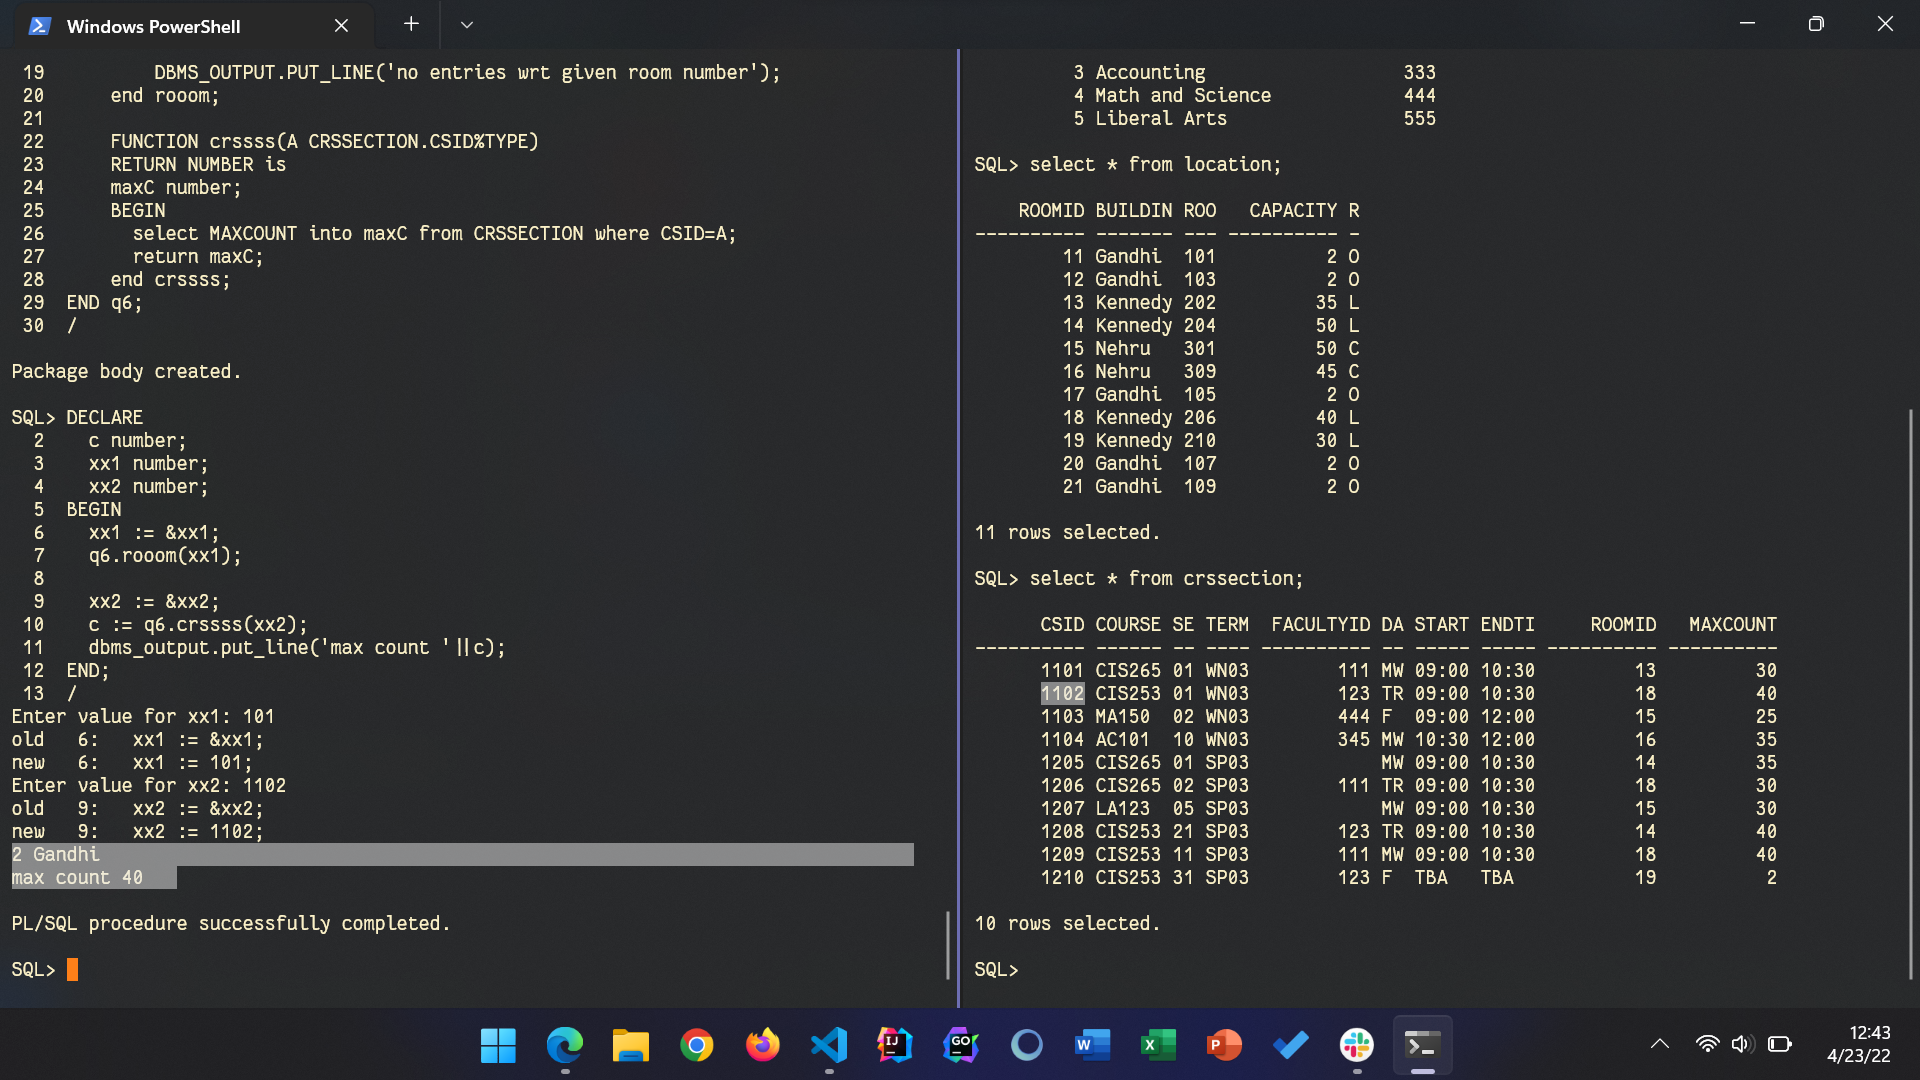 Windows PowerShell
19          DBMS_OUTPUT.PUT_LINE('no entries wrt given room number');
20      end rooom;
21
22      FUNCTION crssss(A CRSSECTION.CSID%TYPE)
23      RETURN NUMBER is
24      maxC number;
25      BEGIN
26        select MAXCOUNT into maxC from CRSSECTION where CSID=A;
27        return maxC;
28      end crssss;
29  END q6;
30  /
Package body created.
SQL> DECLARE
2    c number;
3    xx1 number;
4    xx2 number;
5  BEGIN
6    xx1 := &xx1;
7    q6.rooom(xx1);
8
9    xx2 := &xx2;
10    c := q6.crssss(xx2);
11    dbms_output.put_line('max count '||c);
12  END;
13  /
Enter value for xx1: 101
old   6:   xx1 := &xx1;
new   6:   xx1 := 101;
Enter value for xx2: 1102
old   9:   xx2 := &xx2;
new   9:   xx2 := 1102;
2 Gandhi
max count 40
PL/SQL procedure successfully completed.
SQL>
3 Accounting                  333
4 Math and Science            444
5 Liberal Arts                555
SQL> select * from location;
ROOMID BUILDIN ROO   CAPACITY R
---------- ------- --- ---------- -
11 Gandhi  101          2 O
12 Gandhi  103          2 O
13 Kennedy 202         35 L
14 Kennedy 204         50 L
15 Nehru   301         50 C
16 Nehru   309         45 C
17 Gandhi  105          2 O
18 Kennedy 206         40 L
19 Kennedy 210         30 L
20 Gandhi  107          2 O
21 Gandhi  109          2 O
11 rows selected.
SQL> select * from crssection;
CSID COURSE SE TERM  FACULTYID DA START ENDTI     ROOMID   MAXCOUNT
---------- ------ -- ---- ---------- -- ----- ----- ---------- ----------
1101 CIS265 01 WN03        111 MW 09:00 10:30         13         30
1102 CIS253 01 WN03        123 TR 09:00 10:30         18         40
1103 MA150  02 WN03        444 F  09:00 12:00         15         25
1104 AC101  10 WN03        345 MW 10:30 12:00         16         35
1205 CIS265 01 SP03            MW 09:00 10:30         14         35
1206 CIS265 02 SP03        111 TR 09:00 10:30         18         30
1207 LA123  05 SP03            MW 09:00 10:30         15         30
1208 CIS253 21 SP03        123 TR 09:00 10:30         14         40
1209 CIS253 11 SP03        111 MW 09:00 10:30         18         40
1210 CIS253 31 SP03        123 F  TBA   TBA           19          2
10 rows selected.
SQL>
IJ
GO
W
X
P
12:43
4/23/22